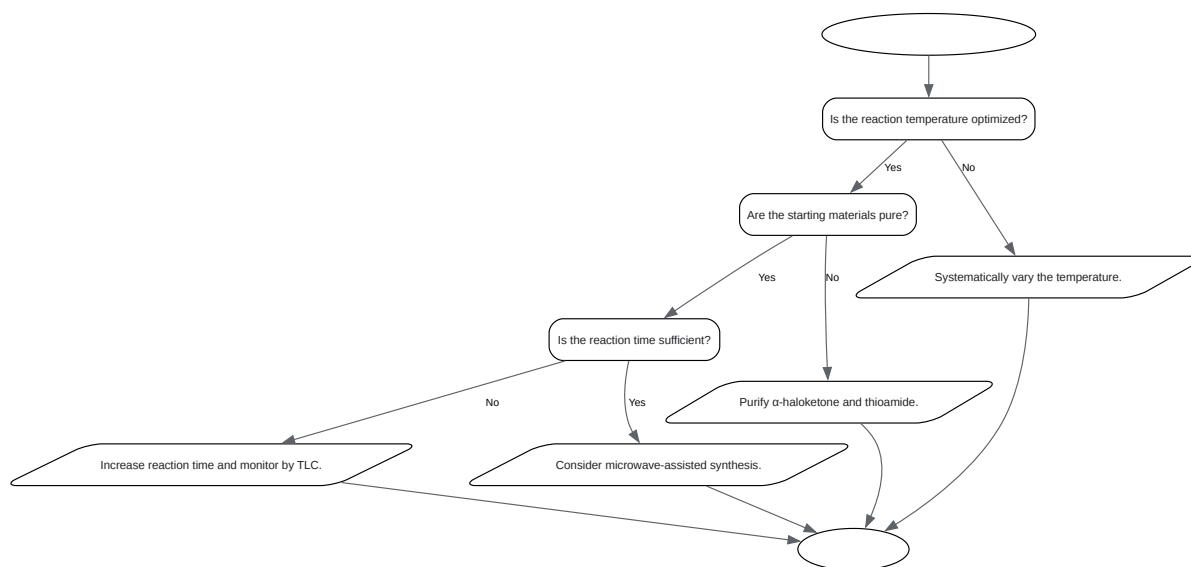 Is the reaction temperature optimized?
Yes
No
Are the starting materials pure?
Systematically vary the temperature.
Yes
No
Is the reaction time sufficient?
No
Yes
Purify α-haloketone and thioamide.
Increase reaction time and monitor by TLC.
Consider microwave-assisted synthesis.